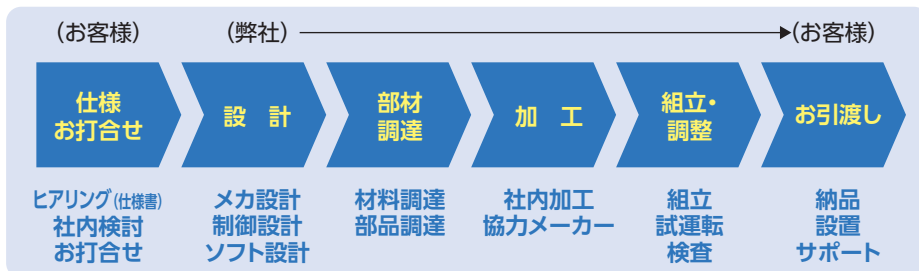 (お客様)
(弊社)
(お客様)
仕様
お打合せ
設 計
部材
調達
加 工
組立・
調整
お引渡し
ヒアリング(仕様書)
社内検討
お打合せ
メカ設計
制御設計
ソフト設計
材料調達
部品調達
社内加工
協力メーカー
組立
試運転
検査
納品
設置
サポート